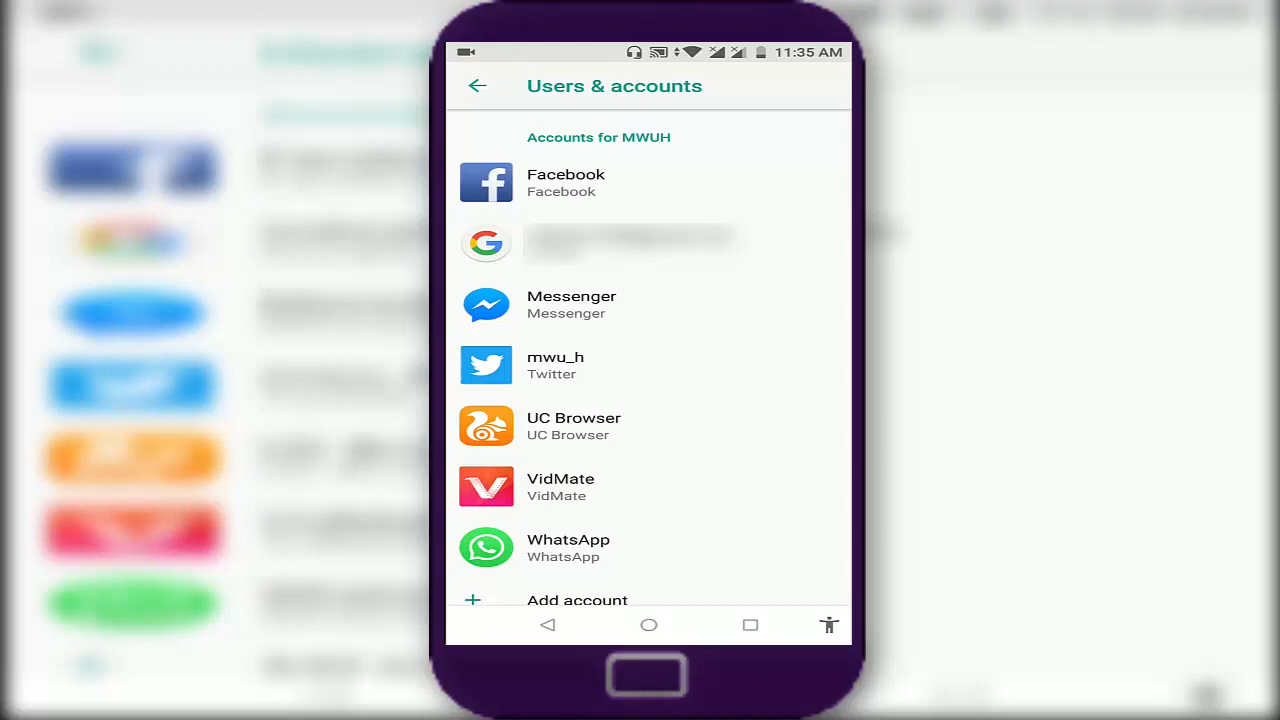 11:35 AM
Users & accounts
Accounts for MWUH
Facebook
Facebook
Messenger
Messenger
mwu_h
Twitter
UC Browser
UC Browser
VidMate
VidMate
WhatsApp
WhatsApp
Add account